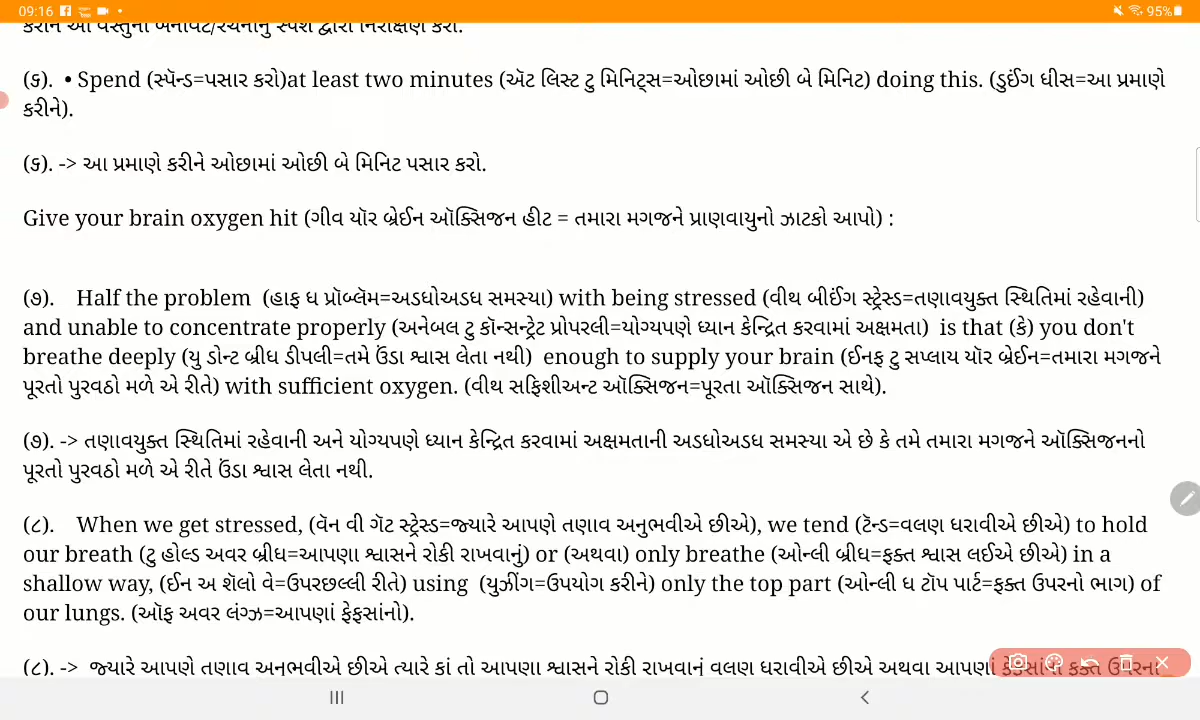 09:16
95%
કરીને આ વસ્તુની બનાવટ/રચનાનું સ્પર્શ દ્વારા નિરીક્ષણ કરો.
(૬). • Spend (સ્પૅન્ડ=પસાર કરો)at least two minutes (ઍટ લિસ્ટ ટુ મિનિટ્સ=ઓછામાં ઓછી બે મિનિટ) doing this. (ડુઈંગ ધીસ=આ પ્રમાણે
કરીને).
(૬). -> આ પ્રમાણે કરીને ઓછામાં ઓછી બે મિનિટ પસાર કરો.
Give your brain oxygen hit (ગીવ યૉર બ્રેઈન ઑક્સિજન હીટ = તમારા મગજને પ્રાણવાયુનો ઝાટકો આપો) :
(૭). Half the problem (હાફ ધ પ્રૉબ્લૅમ=અડધોઅડધ સમસ્યા) with being stressed (વીથ બીઈંગ સ્ટ્રેસ્ડ=તણાવયુક્ત સ્થિતિમાં રહેવાની)
and unable to concentrate properly (અનેબલ ટુ કૉન્સન્ટ્રેટ પ્રોપરલી=યોગ્યપણે ધ્યાન કેન્દ્રિત કરવામાં અક્ષમતા) is that (કે) you don't
breathe deeply (યુ ડોન્ટ બ્રીધ ડીપલી=તમે ઉંડા શ્વાસ લેતા નથી) enough to supply your brain (ઈનફ ટુ સપ્લાય યૉર બ્રેઈન=તમારા મગજને
પૂરતો પુરવઠો મળે એ રીતે) with sufficient oxygen. (વીથ સફિશીઅન્ટ ઑક્સિજન=પૂરતા ઑક્સિજન સાથે).
(૭). -> તણાવયુક્ત સ્થિતિમાં રહેવાની અને યોગ્યપણે ધ્યાન કેન્દ્રિત કરવામાં અક્ષમતાની અડધોઅડધ સમસ્યા એ છે કે તમે તમારા મગજને ઑક્સિજનનો
પૂરતો પુરવઠો મળે એ રીતે ઉંડા શ્વાસ લેતા નથી.
(૮). When we get stressed, (વૅન વી ગૅટ સ્ટ્રેસ્ડ=જ્યારે આપણે તણાવ અનુભવીએ છીએ), we tend (ટૅન્ડ=વલણ ધરાવીએ છીએ) to hold
our breath (ટુ હોલ્ડ અવર બ્રીધ=આપણા શ્વાસને રોકી રાખવાનું) or (અથવા) only breathe (ઓન્લી બ્રીધ=ફક્ત શ્વાસ લઈએ છીએ) in a
shallow way, (ઈન અ શૅલો વે=ઉપરછલ્લી રીતે) using (યુઝીંગ=ઉપયોગ કરીને) only the top part (ઓન્લી ધ ટૉપ પાર્ટ=ફક્ત ઉપરનો ભાગ) of
our lungs. (ઑફ અવર લંગ્ઝ=આપણાં ફેફસાંનો).
(૮). -> જ્યારે આપણે તણાવ અનુભવીએ છીએ ત્યારે કાં તો આપણા શ્વાસને રોકી રાખવાનું વલણ ધરાવીએ છીએ અથવા આપણાં ફેફસાંના ફક્ત ઉપરના